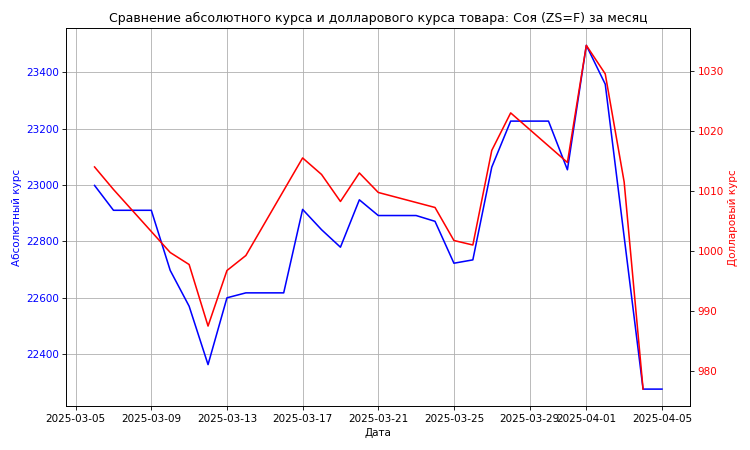 Сравнение абсолютного курса и долларового курса товара: Соя (ZS=F) за месяц
Абсолютный курс
23400
23200
23000
22800
22600
22400
1030
1020
1010
1000
990
980
Долларовый курс
2025-03-05 2025-03-09 2025-03-13 2025-03-17 2025-03-21 2025-03-25 2025-03-29 2025-04-01 2025-04-05
Дата